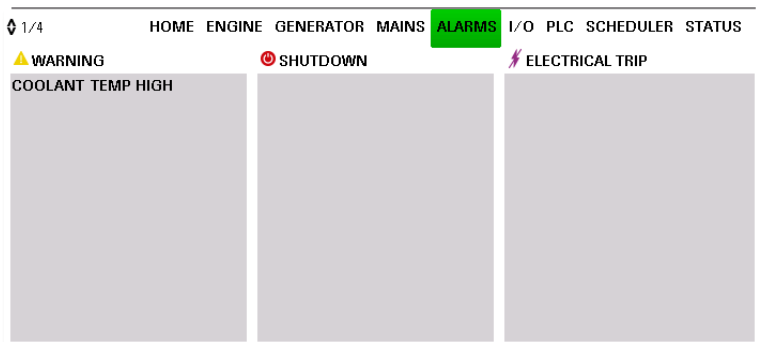 1/4 HOME ENGINE GENERATOR MAINS ALARMS I/O PLC SCHEDULER STATUS
WARNING SHUTDOWN ELECTRICAL TRIP
COOLANT TEMP HIGH